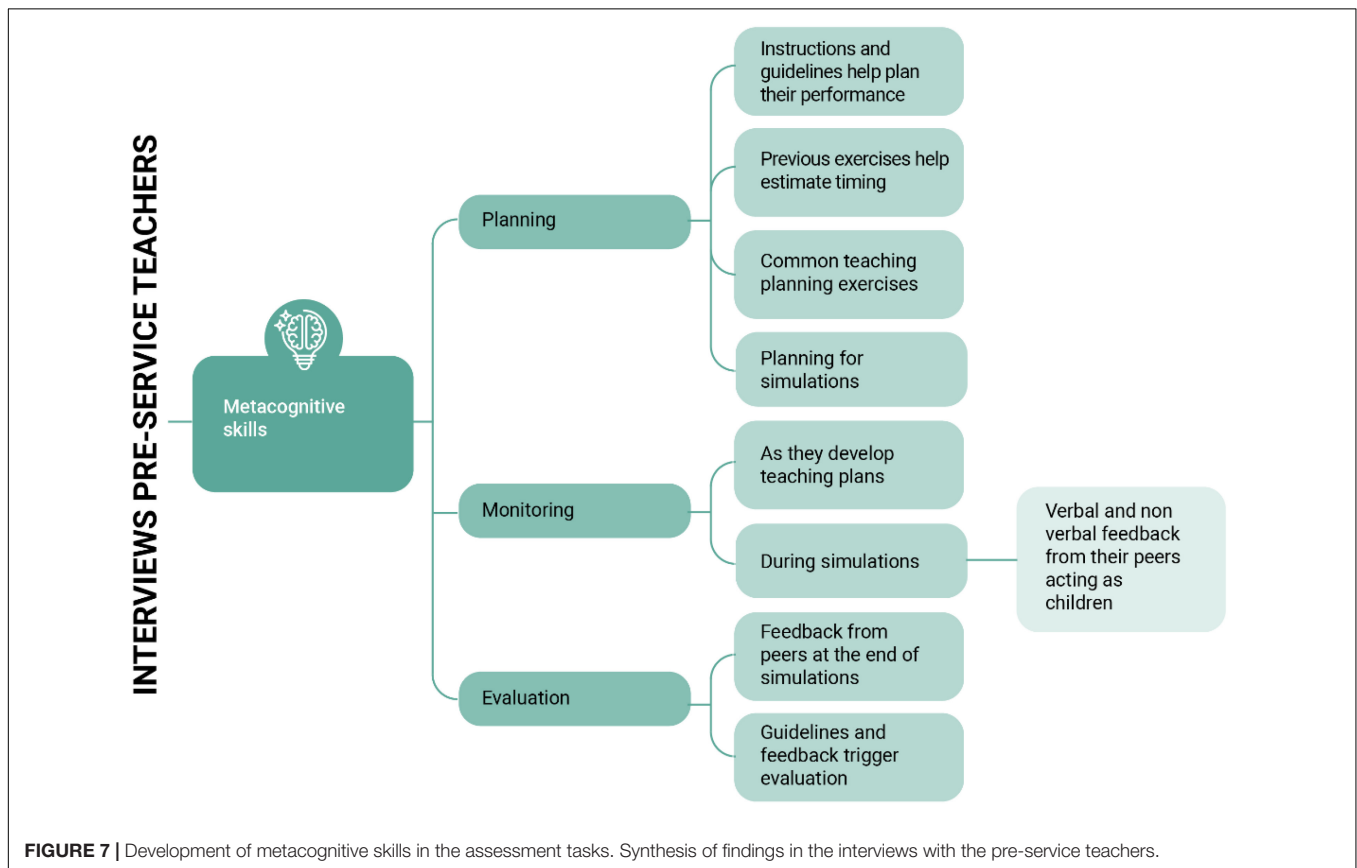 INTERVIEWS PRE-SERVICE TEACHERS
Metacognitive
skills
Planning
Instructions and
guidelines help plan
their performance
Previous exercises help
estimate timing
Common teaching
planning exercises
Planning for
simulations
Monitoring
As they develop
teaching plans
During simulations
Verbal and non
verbal feedback
from their peers
acting as
children
Evaluation
Feedback from
peers at the end of
simulations
Guidelines and
feedback trigger
evaluation
FIGURE 7 | Development of metacognitive skills in the assessment tasks. Synthesis of findings in the interviews with the pre-service teachers.